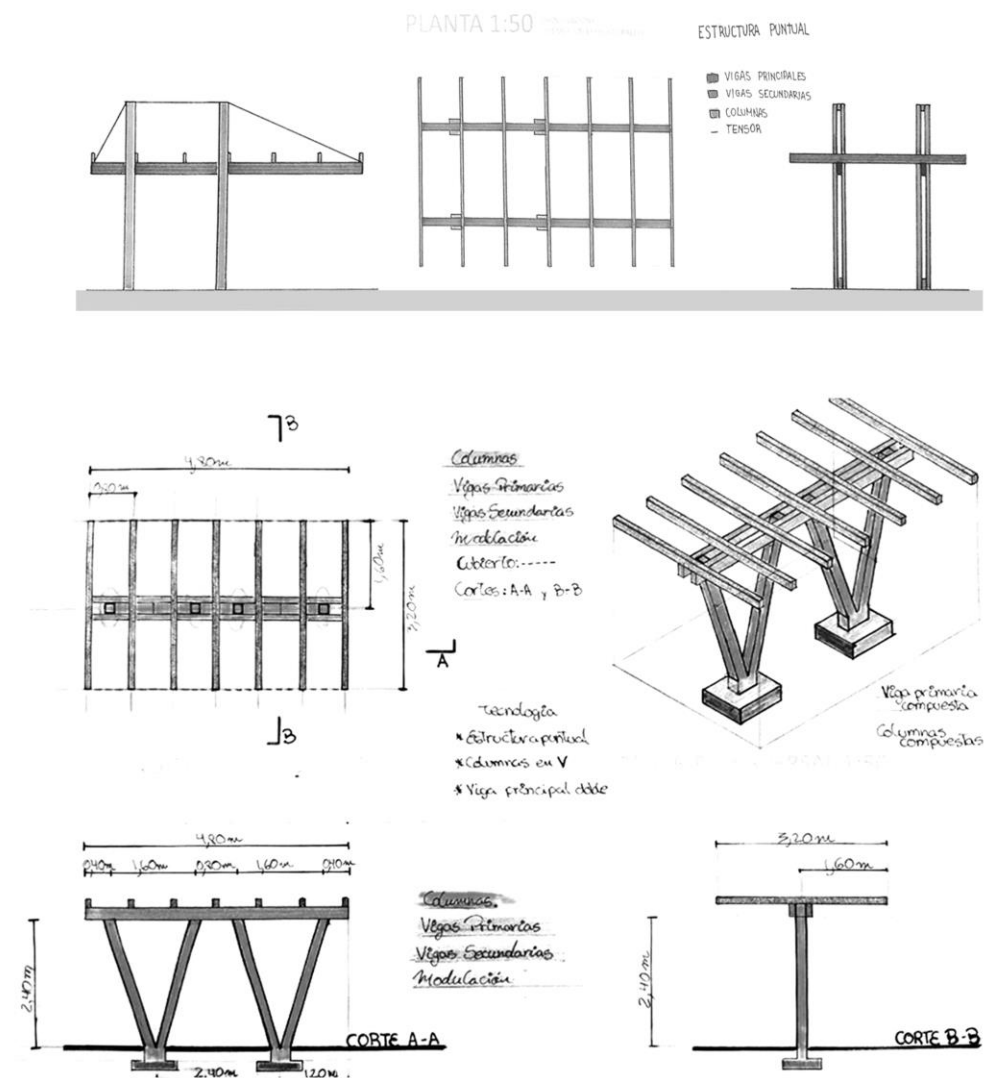 PLANTA 1:50
ESTRUCTURA PUNTUAL
VIGAS PRINCIPALES
VIGAS SECUNDARIAS
COLUMNAS
TENSOR
B
4,80m
Columnas
Vigas Primarias
Vigas Secundarias
Modulación
Cubierta:-----
Cortes: A-A y B-B
1,60m
3,20m
A
B
Tecnología
* Estructura puntual
* Columnas en V
* Viga principal doble
Viga primaria
compuesta
Columnas
compuestas
4,80m
0,40m 1,60m 0,80m 1,60m 0,40m
2,40m
CORTE A-A
2,40m 1,20m
Columnas.
Vigas Primarias
Vigas Secundarias
Modulación
3,20m
1,60m
2,40m
CORTE B-B